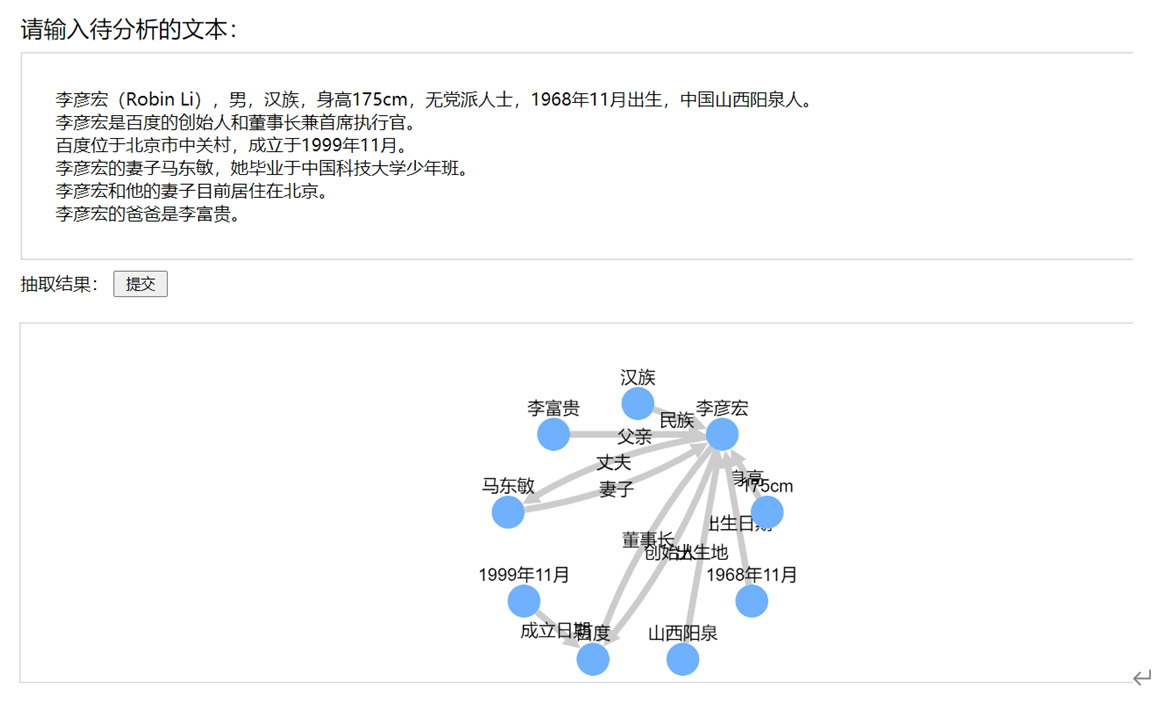 请输入待分析的文本：
李彦宏（Robin Li），男，汉族，身高175cm，无党派人士，1968年11月出生，中国山西阳泉人。
李彦宏是百度的创始人和董事长兼首席执行官。
百度位于北京市中关村，成立于1999年11月。
李彦宏的妻子马东敏，她毕业于中国科技大学少年班。
李彦宏和他的妻子目前居住在北京。
李彦宏的爸爸是李富贵。
抽取结果： 提交
汉族
李富贵
李彦宏
民族
父亲
丈夫
马东敏
妻子
身高
175cm
出生日期
董事长
创始人
出生地
1999年11月
1968年11月
成立日期
百度
山西阳泉